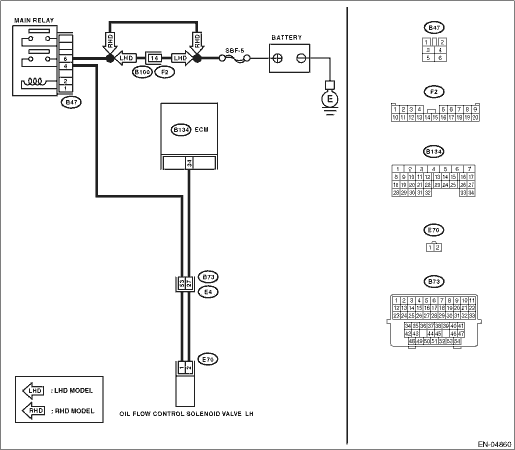 MAIN RELAY
6
4
2
1
B47
RHD
RHD
LHD
14
LHD
B100
F2
SBF-5
BATTERY
E
B134 ECM
34
53
27
B73
E4
1
2
E70
OIL FLOW CONTROL SOLENOID VALVE LH
LHD : LHD MODEL
RHD : RHD MODEL
B47
1 2
3 4
5 6
F2
1 2 3 4 5 6 7 8 9
10 11 12 13 14 15 16 17 18 19 20
B134
1 2 3 4 5 6 7
8 9 10 11 12 13 14 15 16 17
18 19 20 21 22 23 24 25 26 27
28 29 30 31 32 33 34
E70
1 2
B73
1 2 3 4 5 6 7 8 9 10 11
12 13 14 15 16 17 18 19 20 21 22
23 24 25 26 27 28 29 30 31 32 33
34 35 36 37 38 39 40 41
42 43 44 45 46 47
48 49 50 51 52 53 54
EN-04860